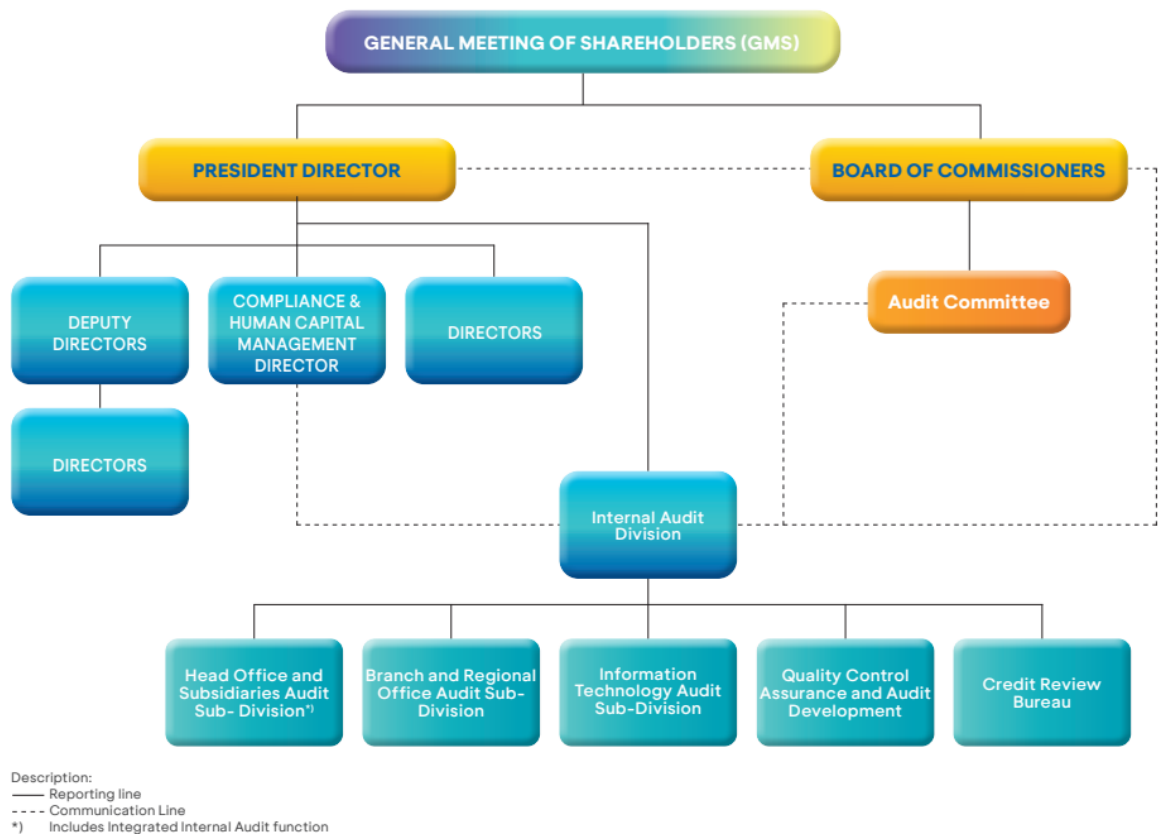 GENERAL MEETING OF SHAREHOLDERS (GMS)
PRESIDENT DIRECTOR
BOARD OF COMMISSIONERS
Audit Committee
DEPUTY
DIRECTORS
COMPLIANCE &
HUMAN CAPITAL
MANAGEMENT
DIRECTOR
DIRECTORS
DIRECTORS
Internal Audit
Division
Head Office and
Subsidiaries Audit
Sub- Division*)
Branch and Regional
Office Audit Sub-
Division
Information
Technology Audit
Sub-Division
Quality Control
Assurance and Audit
Development
Credit Review
Bureau
Description:
Reporting line
Communication Line
*) Includes Integrated Internal Audit function